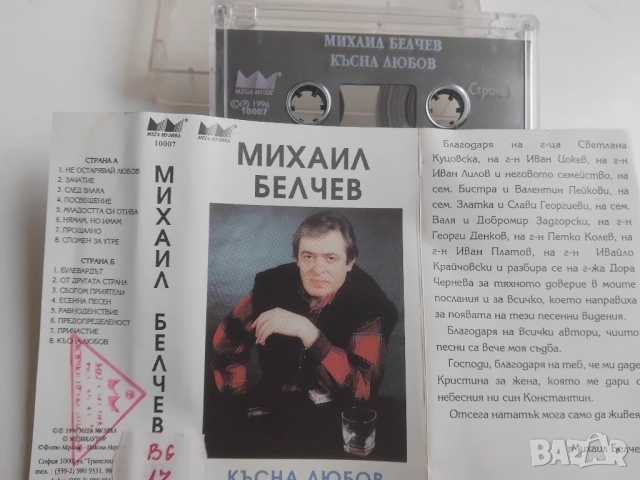 МИХАИЛ БЕЛЧЕВ
КЪСНА ЛЮБОВ
MEGA MUSIC
© ℗ 1996
10007
Страна
МЕГА МУЗИКА
10007
СТРАНА А
1. НЕ ОСТАРЯВАЙ ЛЮБОВ
2. ЗАЧАТИЕ
3. СЛЕД ВЛАКА
4. ПОСВЕЩЕНИЕ
5. МЛАДОСТТА СИ ОТИВА
6. НЯМАМ, НО ИМАМ
7. ПРОЩАЛНО
8. СПОМЕН ЗА УТРЕ
СТРАНА Б
1. БУЛЕВАРДЪТ
2. ОТ ДРУГАТА СТРАНА
3. СБОГОМ ПРИЯТЕЛИ
4. ЕСЕННА ПЕСЕН
5. РАВНОДЕНСТВИЕ
6. ПРЕДОПРЕДЕЛЕНОСТ
7. ПРИЧАСТИЕ
8. КЪСНА ЛЮБОВ
МИХАИЛ БЕЛЧЕВ
BG
17
МЕГА МУЗИКА
МИХАИЛ
БЕЛЧЕВ
КЪСНА ЛЮБОВ
Благодаря на г-ца Светлана
Куцовска, на г-н Иван Цокев, на г-н
Иван Лилов и неговото семейство, на
сем. Бистра и Валентин Пейкови, на
сем. Златка и Слави Георгиеви, на сем.
Валя и Добромир Задгорски, на г-н
Георги Денков, на г-н Петко Колев, на
г-н Иван Платов, на г-н Ивайло
Крайчовски и разбира се на г-жа Дора
Чернева за тяхното доверие в моите
послания и за всичко, което направиха
за появата на тези песенни видения.
Благодаря на всички автори, чиито
песни са вече моя съдба.
Господи, благодаря на теб, че ми даде
Кристина за жена, която ме дари с
небесния ни син Константин.
Отсега нататък мога само да живея
Михаил Белчев
bazar